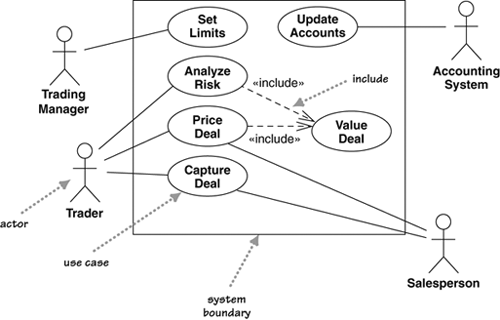 Set
Limits
Update
Accounts
Trading
Manager
Accounting
System
Analyze
Risk
«include»
include
Price
Deal
«include»
Value
Deal
Capture
Deal
Trader
actor
use case
Salesperson
system
boundary